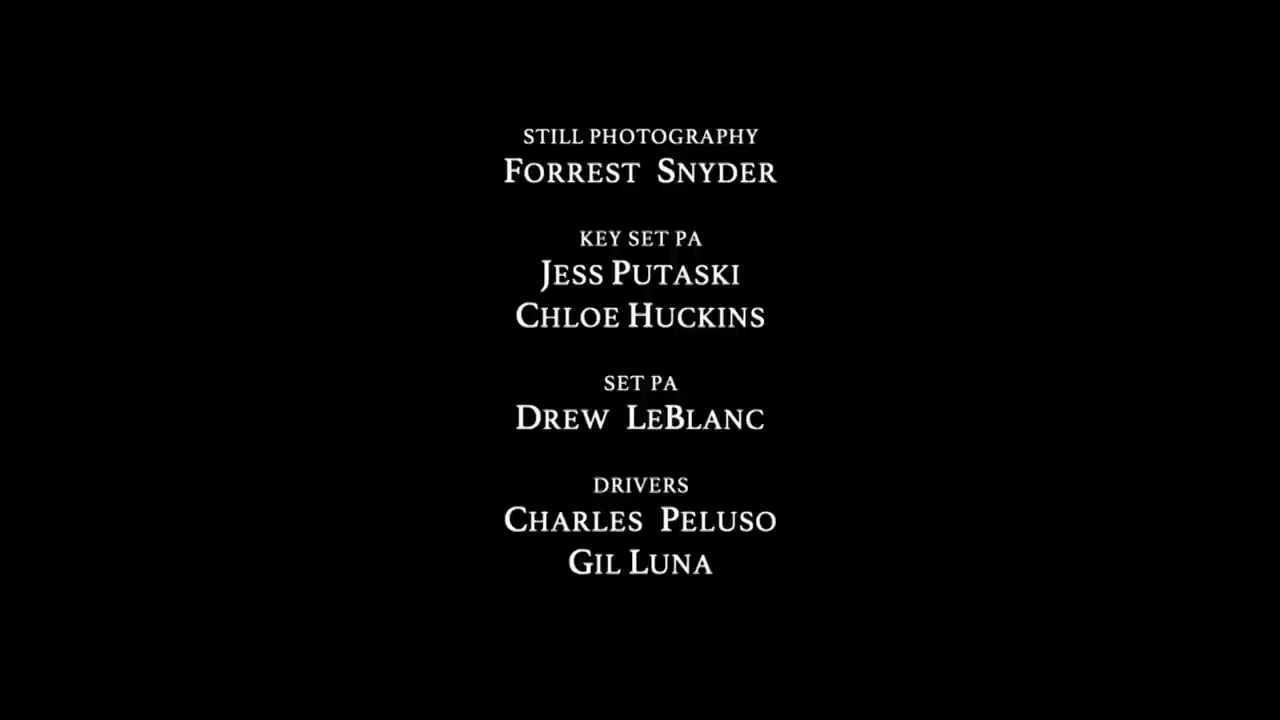 STILL PHOTOGRAPHY
FORREST SNYDER
KEY SET PA
JESS PUTASKI
CHLOE HUCKINS
SET PA
DREW LEBLANC
DRIVERS
CHARLES PELUSO
GIL LUNA